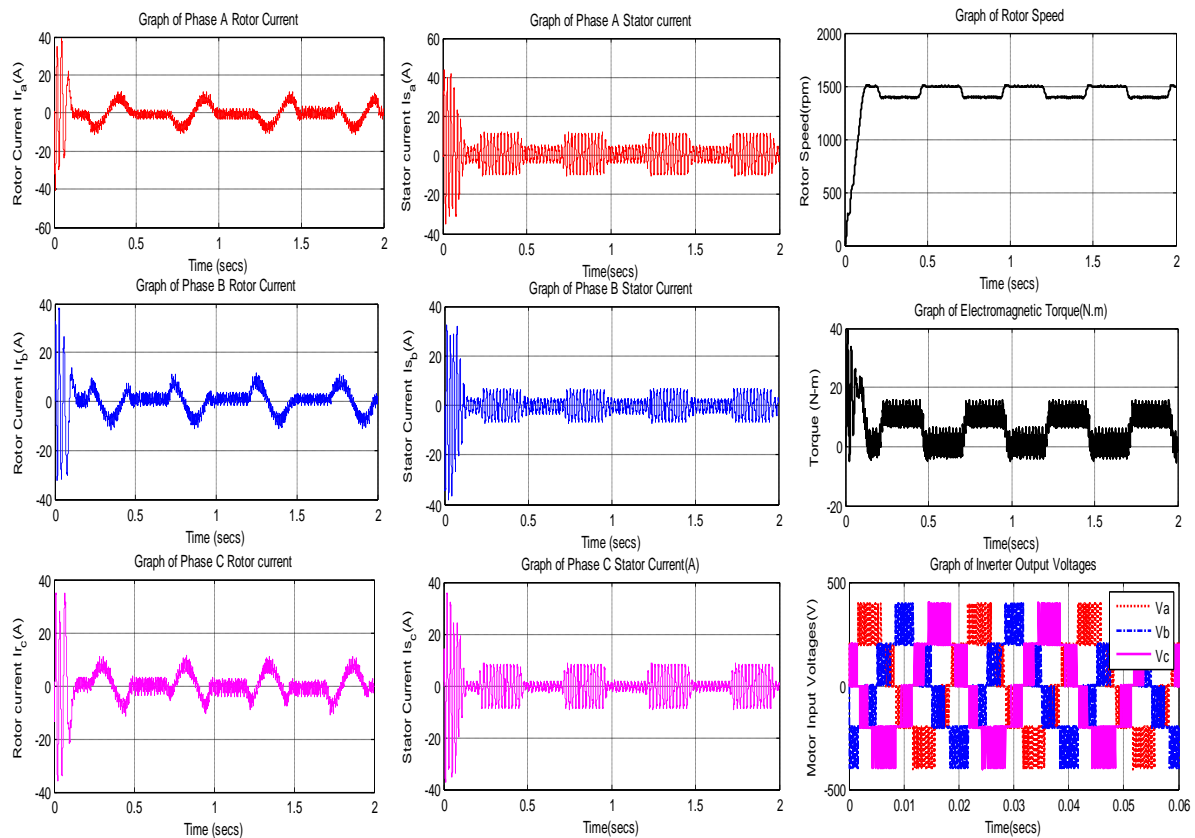 Graph of Phase A Rotor Current
Rotor Current Ir_a(A)
40
20
0
-20
-40
-60
0 0.5 1 1.5 2
Time (secs)
Graph of Phase A Stator current
Stator current Is_a(A)
60
40
20
0
-20
-40
0 0.5 1 1.5 2
Time(secs)
Graph of Rotor Speed
Rotor Speed(rpm)
2000
1500
1000
500
0
0 0.5 1 1.5 2
Time (secs)
Graph of Phase B Rotor Current
Rotor Current Ir_b(A)
40
20
0
-20
-40
0 0.5 1 1.5 2
Time (secs)
Graph of Phase B Stator Current
Stator Current Is_b(A)
40
20
0
-20
-40
0 0.5 1 1.5 2
Time (secs)
Graph of Electromagnetic Torque(N.m)
Torque (N-m)
40
20
0
-20
0 0.5 1 1.5 2
Time (secs)
Graph of Phase C Rotor current
Rotor current Ir_c(A)
40
20
0
-20
-40
0 0.5 1 1.5 2
Time (secs)
Graph of Phase C Stator Current(A)
Stator Current Is_c(A)
40
20
0
-20
-40
0 0.5 1 1.5 2
Time(secs)
Graph of Inverter Output Voltages
Motor Input Voltages(V)
500
0
-500
Va
Vb
Vc
0 0.01 0.02 0.03 0.04 0.05 0.06
Time(secs)